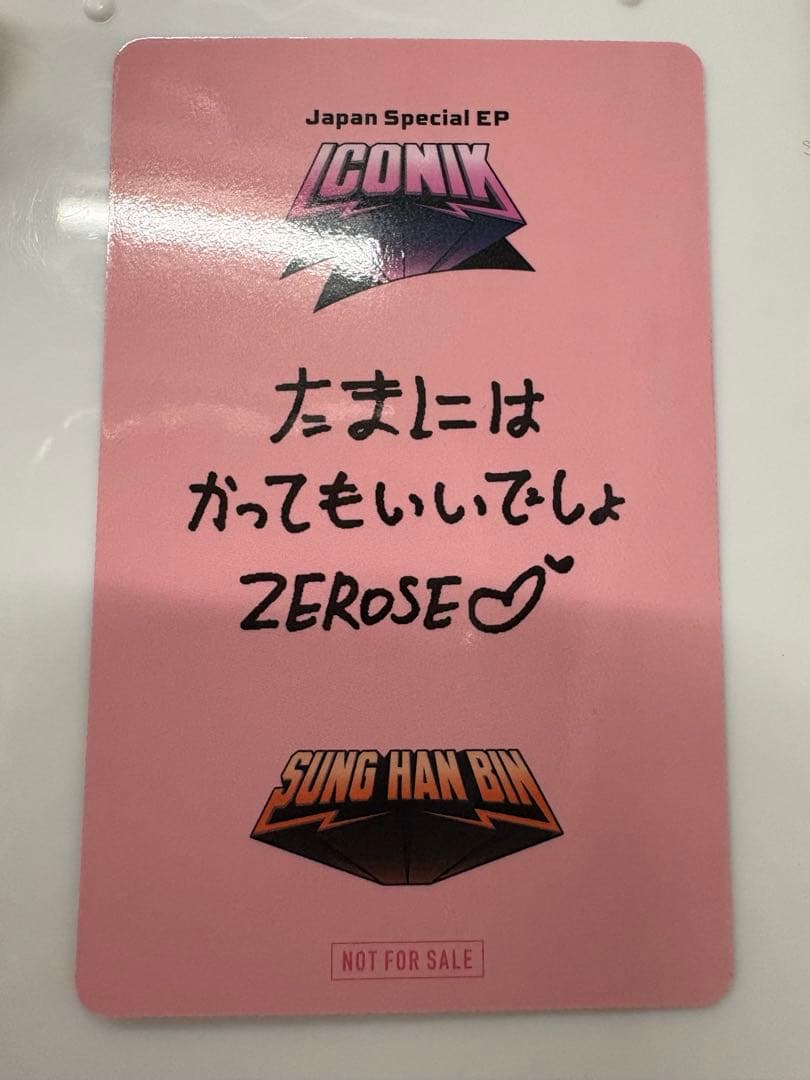 Japan Special EP
ICONIK
たまには
かってもいいでしょ
ZEROSE
SUNG HAN BIN
NOT FOR SALE